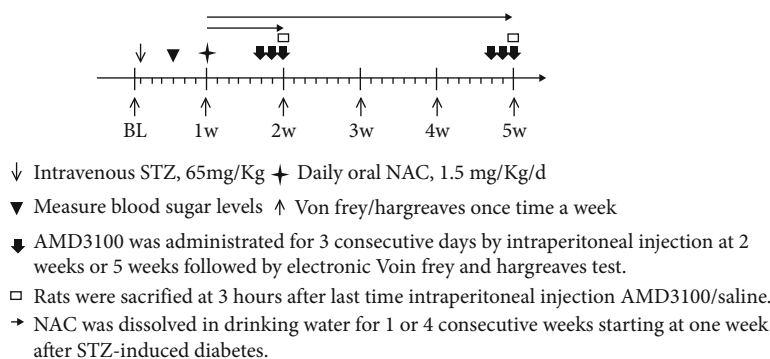 BL 1w 2w 3w 4w 5w
Intravenous STZ, 65mg/Kg Daily oral NAC, 1.5 mg/Kg/d
Measure blood sugar levels Von frey/hargreaves once time a week
AMD3100 was administrated for 3 consecutive days by intraperitoneal injection at 2
weeks or 5 weeks followed by electronic Voin frey and hargreaves test.
Rats were sacrified at 3 hours after last time intraperitoneal injection AMD3100/saline.
NAC was dissolved in drinking water for 1 or 4 consecutive weeks starting at one week
after STZ-induced diabetes.